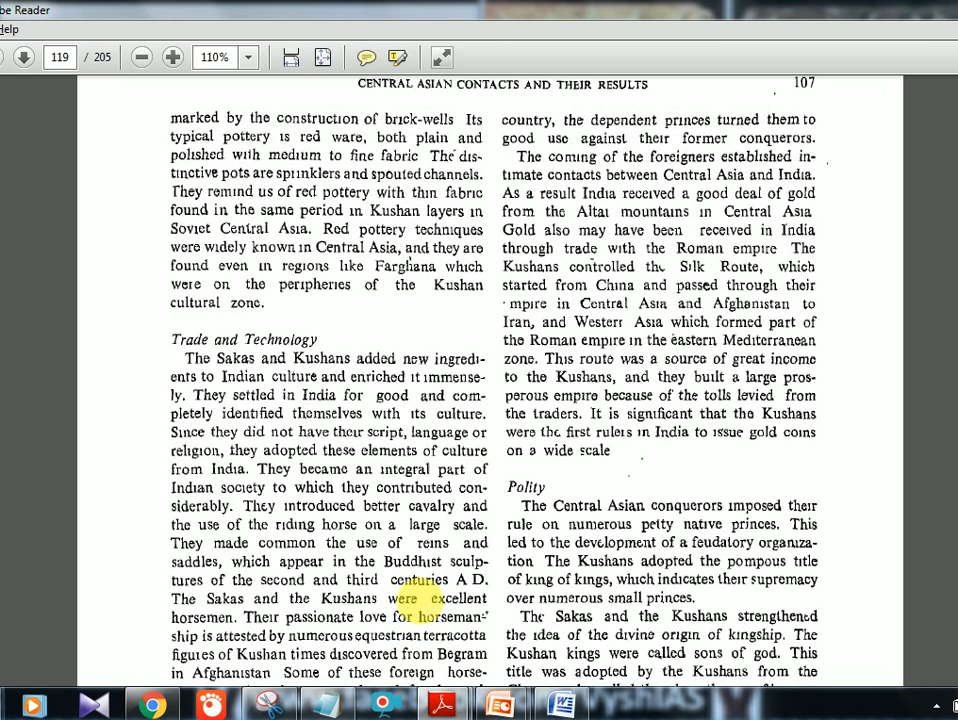 be Reader
Help
119 / 205 110%
CENTRAL ASIAN CONTACTS AND THEIR RESULTS 107
marked by the construction of brick-wells Its
typical pottery is red ware, both plain and
polished with medium to fine fabric The dis-
tinctive pots are sprinklers and spouted channels.
They remind us of red pottery with thin fabric
found in the same period in Kushan layers in
Soviet Central Asia. Red pottery techniques
were widely known in Central Asia, and they are
found even in regions like Farghana which
were on the peripheries of the Kushan
cultural zone.
Trade and Technology
The Sakas and Kushans added new ingredi-
ents to Indian culture and enriched it immense-
ly. They settled in India for good and com-
pletely identified themselves with its culture.
Since they did not have their script, language or
religion, they adopted these elements of culture
from India. They became an integral part of
Indian society to which they contributed con-
siderably. They introduced better cavalry and
the use of the riding horse on a large scale.
They made common the use of reins and
saddles, which appear in the Buddhist sculp-
tures of the second and third centuries A D.
The Sakas and the Kushans were excellent
horsemen. Their passionate love for horseman-
ship is attested by numerous equestrian terracotta
figures of Kushan times discovered from Begram
in Afghanistan Some of these foreign horse-
country, the dependent princes turned them to
good use against their former conquerors.
The coming of the foreigners established in-
timate contacts between Central Asia and India.
As a result India received a good deal of gold
from the Altai mountains in Central Asia
Gold also may have been received in India
through trade with the Roman empire The
Kushans controlled the Silk Route, which
started from China and passed through their
mpire in Central Asia and Afghanistan to
Iran, and Western Asia which formed part of
the Roman empire in the eastern Mediterranean
zone. This route was a source of great income
to the Kushans, and they built a large pros-
perous empire because of the tolls levied from
the traders. It is significant that the Kushans
were the first rulers in India to issue gold coins
on a wide scale
Polity
The Central Asian conquerors imposed their
rule on numerous petty native princes. This
led to the development of a feudatory organiza-
tion The Kushans adopted the pompous title
of king of kings, which indicates their supremacy
over numerous small princes.
The Sakas and the Kushans strengthened
the idea of the divine origin of kingship. The
Kushan kings were called sons of god. This
title was adopted by the Kushans from the